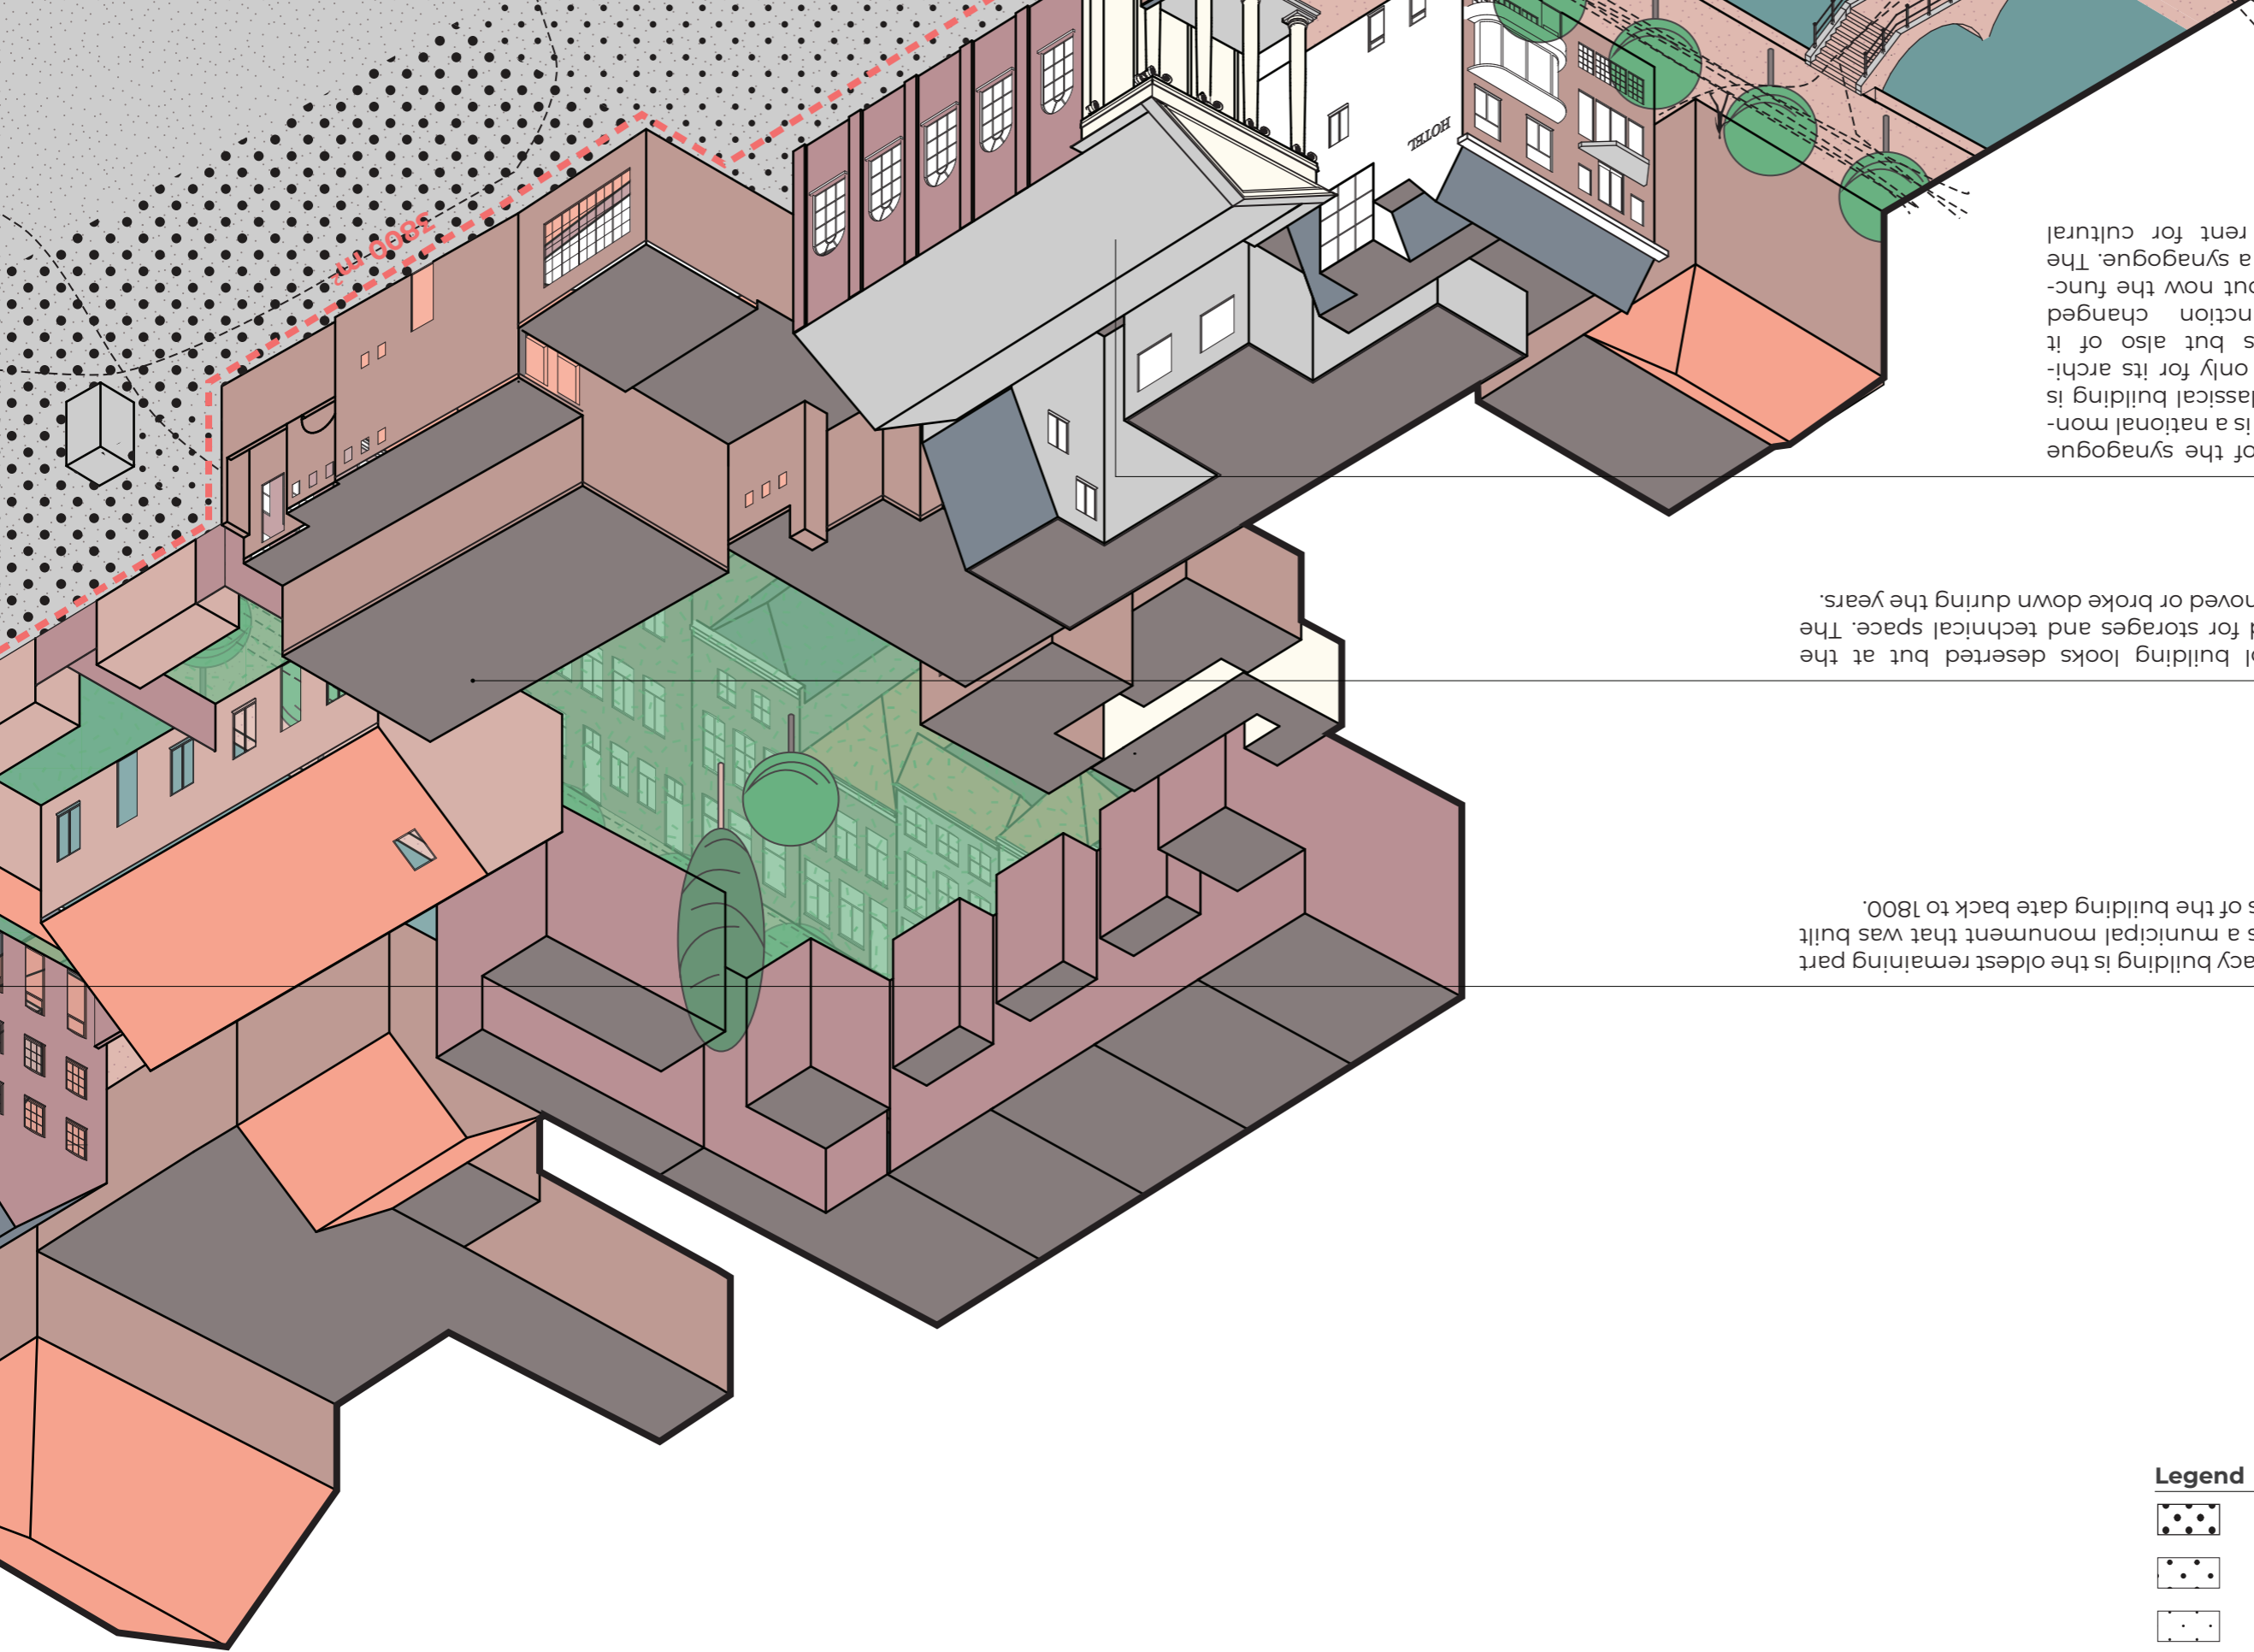 3800 m²
HOTEL
of the synagogue
is a national mon-
lassical building is
only for its archi-
s but also of it
nction changed
out now the func-
a synagogue. The
rent for cultural
l building looks deserted but at the
d for storages and technical space. The
moved or broke down during the years.
acy building is the oldest remaining part
s a municipal monument that was built
s of the building date back to 1800.
Legend